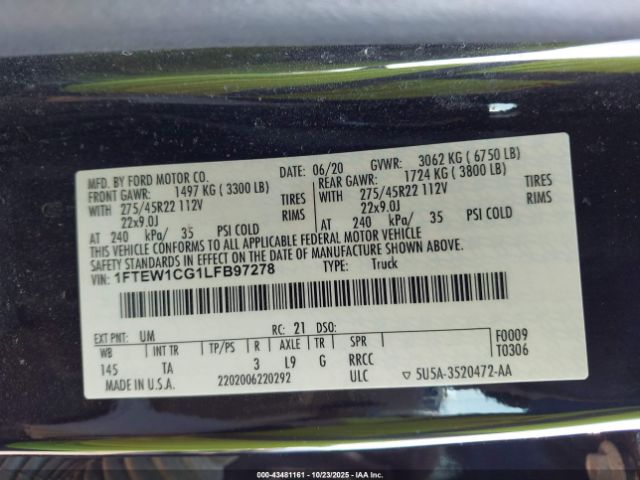 MFD. BY FORD MOTOR CO. DATE: 06/20 GVWR: 3062 KG (6750 LB)
FRONT GAWR: 1497 KG (3300 LB) REAR GAWR: 1724 KG (3800 LB)
WITH 275/45R22 112V TIRES WITH 275/45R22 112V TIRES
22x9.0J RIMS 22x9.0J RIMS
AT 240 kPa/ 35 PSI COLD AT 240 kPa/ 35 PSI COLD
THIS VEHICLE CONFORMS TO ALL APPLICABLE FEDERAL MOTOR VEHICLE
SAFETY STANDARDS IN EFFECT ON THE DATE OF MANUFACTURE SHOWN ABOVE.
VIN: 1FTEW1CG1LFB97278 TYPE: Truck
EXT PNT: UM RC: 21 DSO: F0009
WB INT TR TP/PS R AXLE TR SPR T0306
145 TA 3 L9 G RRCC
MADE IN U.S.A. 2202006220292 ULC ▽ 5U5A-3520472-AA
000-43481161 - 10/23/2025 - IAAI.com